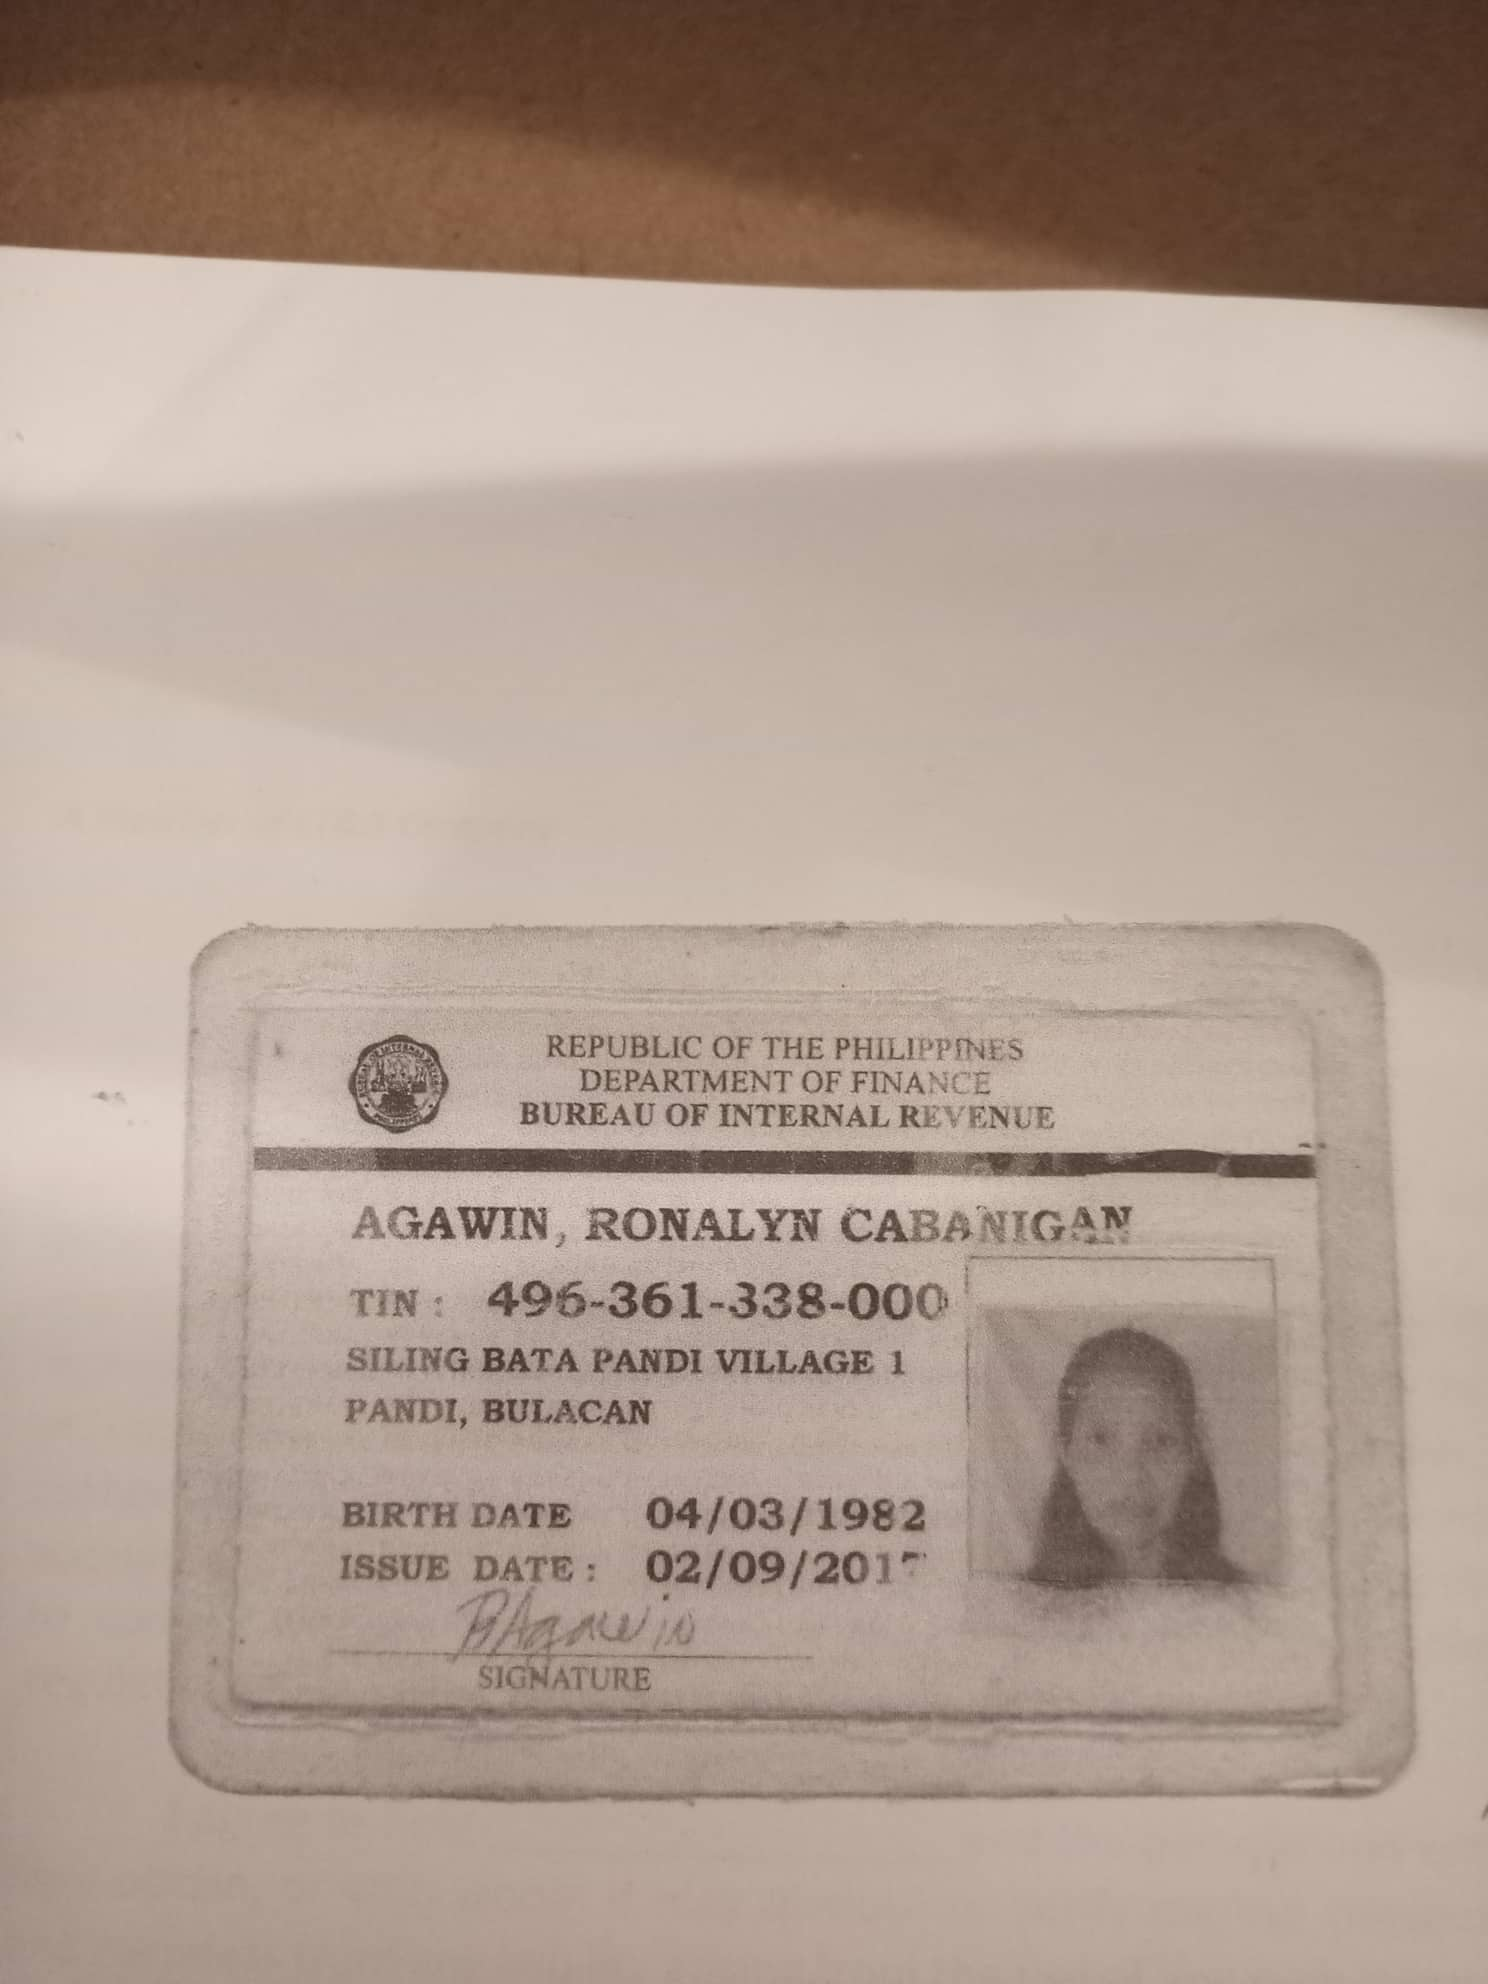 REPUBLIC OF THE PHILIPPINES
DEPARTMENT OF FINANCE
BUREAU OF INTERNAL REVENUE
AGAWIN, RONALYN CABANIGAN
TIN : 496-361-338-000
SILING BATA PANDI VILLAGE 1
PANDI, BULACAN
BIRTH DATE 04/03/1982
ISSUE DATE : 02/09/2017
RAgawin
SIGNATURE